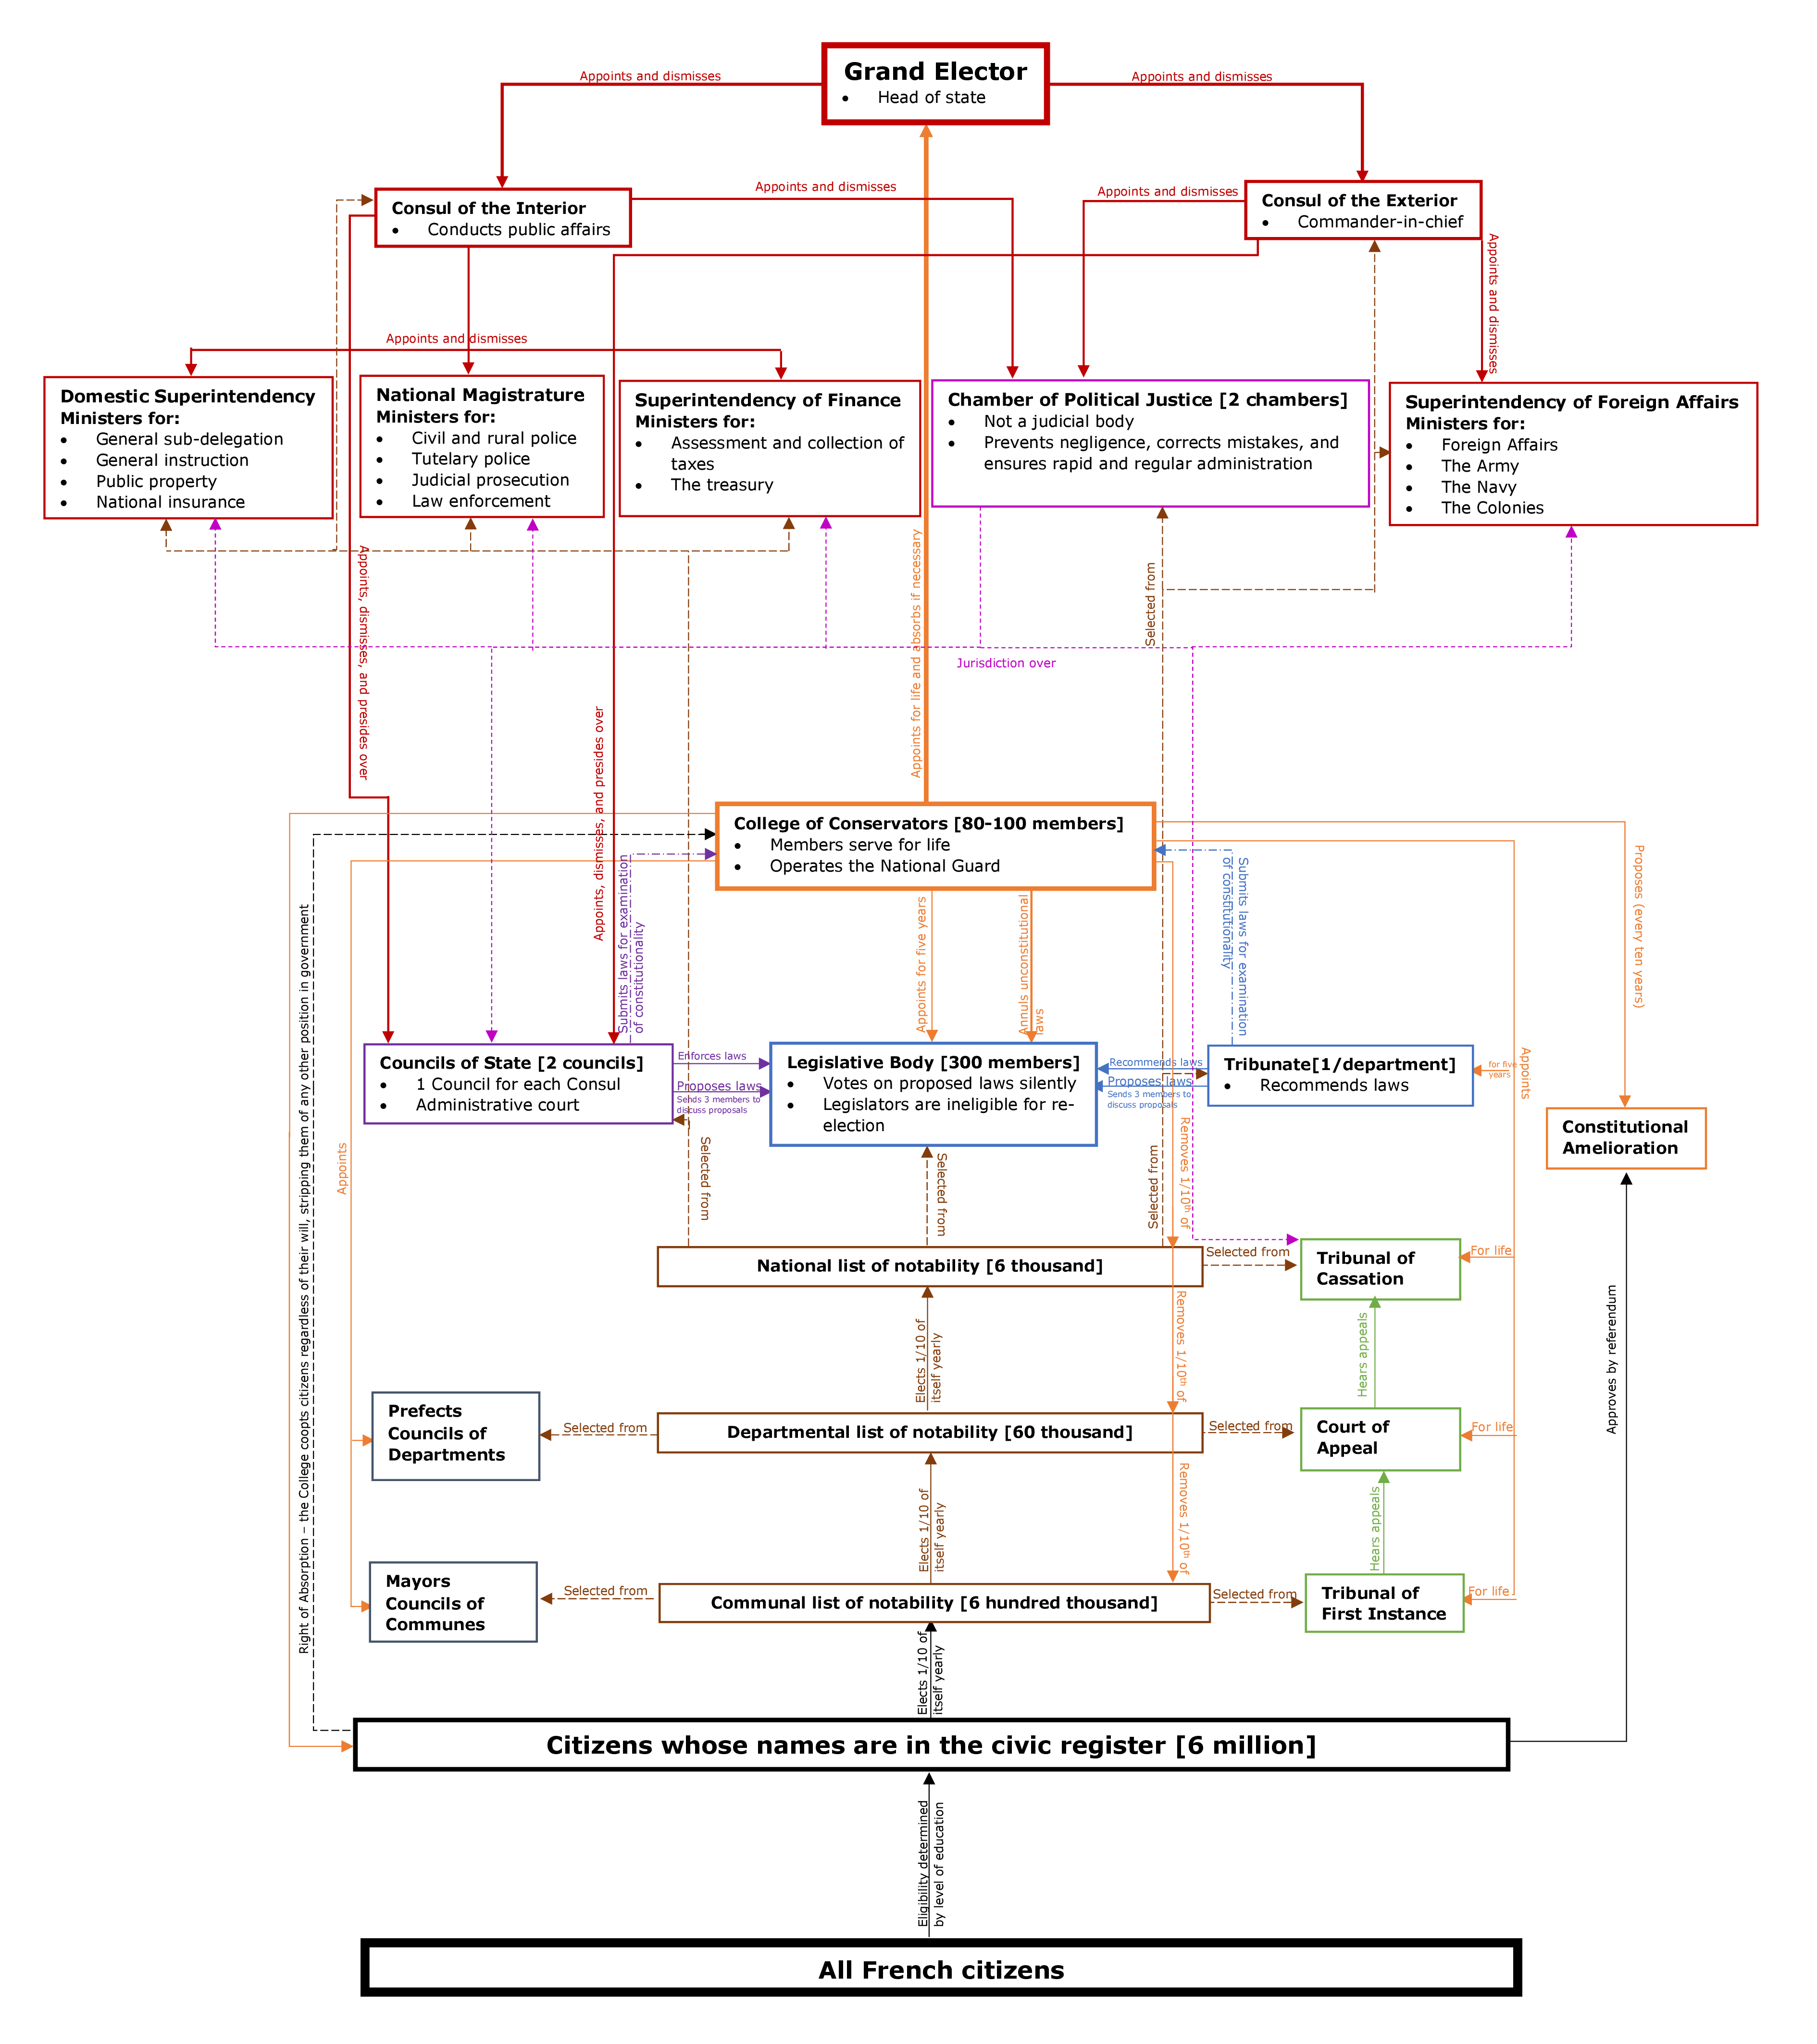 Grand Elector
• Head of state
Appoints and dismisses
Appoints and dismisses
Consul of the Interior
• Conducts public affairs
Appoints and dismisses
Appoints and dismisses
Consul of the Exterior
• Commander-in-chief
Appoints and dismisses
Appoints and dismisses
Domestic Superintendency
Ministers for:
• General sub-delegation
• General instruction
• Public property
• National insurance
National Magistrature
Ministers for:
• Civil and rural police
• Tutelary police
• Judicial prosecution
• Law enforcement
Superintendency of Finance
Ministers for:
• Assessment and collection of
taxes
• The treasury
Chamber of Political Justice [2 chambers]
• Not a judicial body
• Prevents negligence, corrects mistakes, and
ensures rapid and regular administration
Superintendency of Foreign Affairs
Ministers for:
• Foreign Affairs
• The Army
• The Navy
• The Colonies
Appoints, dismisses, and presides over
Appoints, dismisses, and presides over
Appoints for life and absorbs if necessary
Selected from
Jurisdiction over
College of Conservators [80-100 members]
• Members serve for life
• Operates the National Guard
Right of Absorption – the College coopts citizens regardless of their will, stripping them of any other position in government
Submits laws for examination
of constitutionality
Appoints for five years
Annuls unconstitutional
laws
Submits laws for examination
of constitutionality
Proposes (every ten years)
Councils of State [2 councils]
• 1 Council for each Consul
• Administrative court
Enforces laws
Proposes laws
Sends 3 members to
discuss proposals
Legislative Body [300 members]
• Votes on proposed laws silently
• Legislators are ineligible for re-
election
Recommends laws
Proposes laws
Sends 3 members to
discuss proposals
Tribunate[1/department]
• Recommends laws
for five
years
Appoints
Constitutional
Amelioration
Appoints
Selected from
Selected from
Selected from
Removes 1/10th of
National list of notability [6 thousand]
Selected from
Tribunal of
Cassation
For life
Elects 1/10 of
itself yearly
Removes 1/10th of
Hears appeals
Approves by referendum
Prefects
Councils of
Departments
Selected from
Departmental list of notability [60 thousand]
Selected from
Court of
Appeal
For life
Elects 1/10 of
itself yearly
Removes 1/10th of
Hears appeals
Mayors
Councils of
Communes
Selected from
Communal list of notability [6 hundred thousand]
Selected from
Tribunal of
First Instance
For life
Elects 1/10 of
itself yearly
Citizens whose names are in the civic register [6 million]
Eligibility determined
by level of education
All French citizens